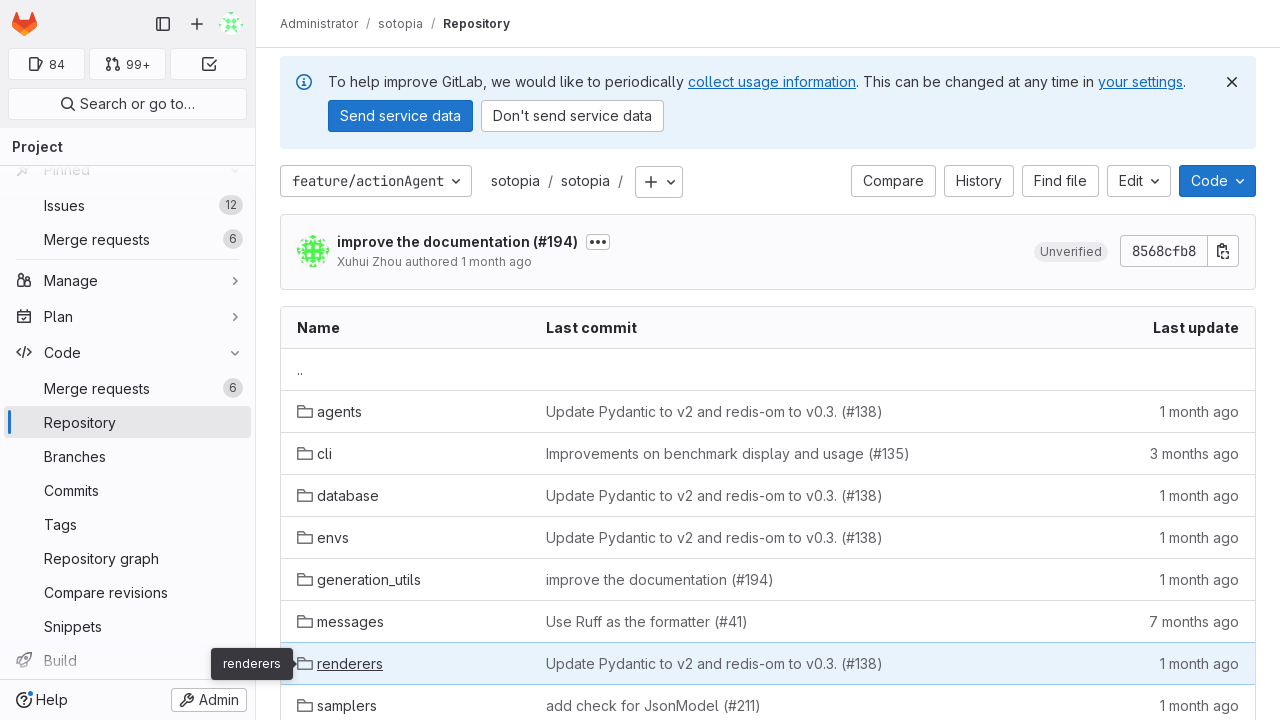 Administrator / sotopia / Repository
84
99+
Search or go to…
Project
Pinned
Issues 12
Merge requests 6
Manage
Plan
Code
Merge requests 6
Repository
Branches
Commits
Tags
Repository graph
Compare revisions
Snippets
Build
Help
Admin
To help improve GitLab, we would like to periodically collect usage information. This can be changed at any time in your settings.
Send service data
Don't send service data
feature/actionAgent
sotopia / sotopia /
Compare
History
Find file
Edit
Code
improve the documentation (#194)
Xuhui Zhou authored 1 month ago
Unverified
8568cfb8
Name Last commit Last update
..
agents Update Pydantic to v2 and redis-om to v0.3. (#138) 1 month ago
cli Improvements on benchmark display and usage (#135) 3 months ago
database Update Pydantic to v2 and redis-om to v0.3. (#138) 1 month ago
envs Update Pydantic to v2 and redis-om to v0.3. (#138) 1 month ago
generation_utils improve the documentation (#194) 1 month ago
messages Use Ruff as the formatter (#41) 7 months ago
renderers
renderers Update Pydantic to v2 and redis-om to v0.3. (#138) 1 month ago
samplers add check for JsonModel (#211) 1 month ago